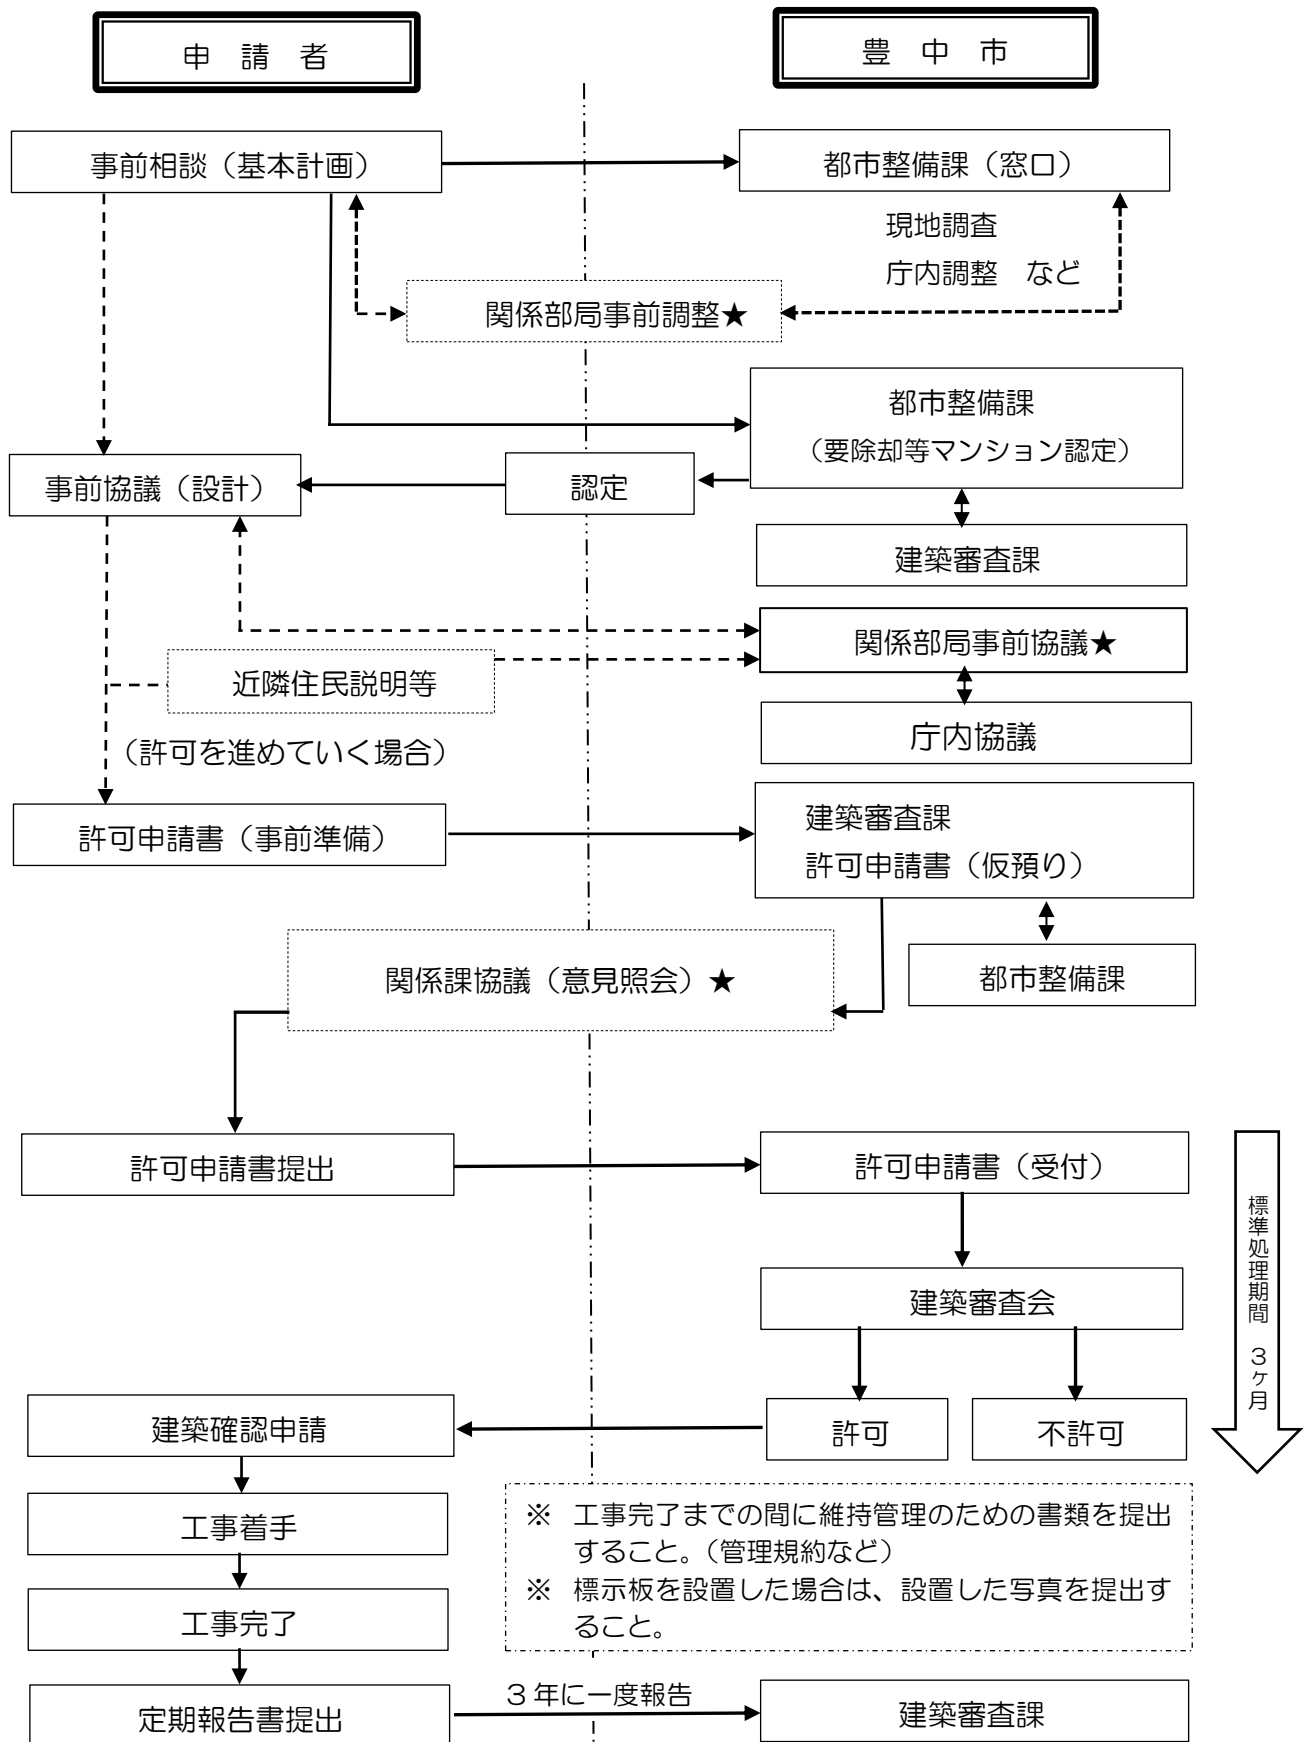 申 請 者
豊 中 市
事前相談（基本計画）
都市整備課（窓口）
現地調査
庁内調整　など
関係部局事前調整★
都市整備課
（要除却等マンション認定）
事前協議（設計）
認定
建築審査課
関係部局事前協議★
近隣住民説明等
庁内協議
（許可を進めていく場合）
許可申請書（事前準備）
建築審査課
許可申請書（仮預り）
関係課協議（意見照会）★
都市整備課
許可申請書提出
許可申請書（受付）
標準処理期間　３ヶ月
建築審査会
建築確認申請
許可
不許可
工事着手
※　工事完了までの間に維持管理のための書類を提出
すること。（管理規約など）
※　標示板を設置した場合は、設置した写真を提出す
ること。
工事完了
３年に一度報告
定期報告書提出
建築審査課